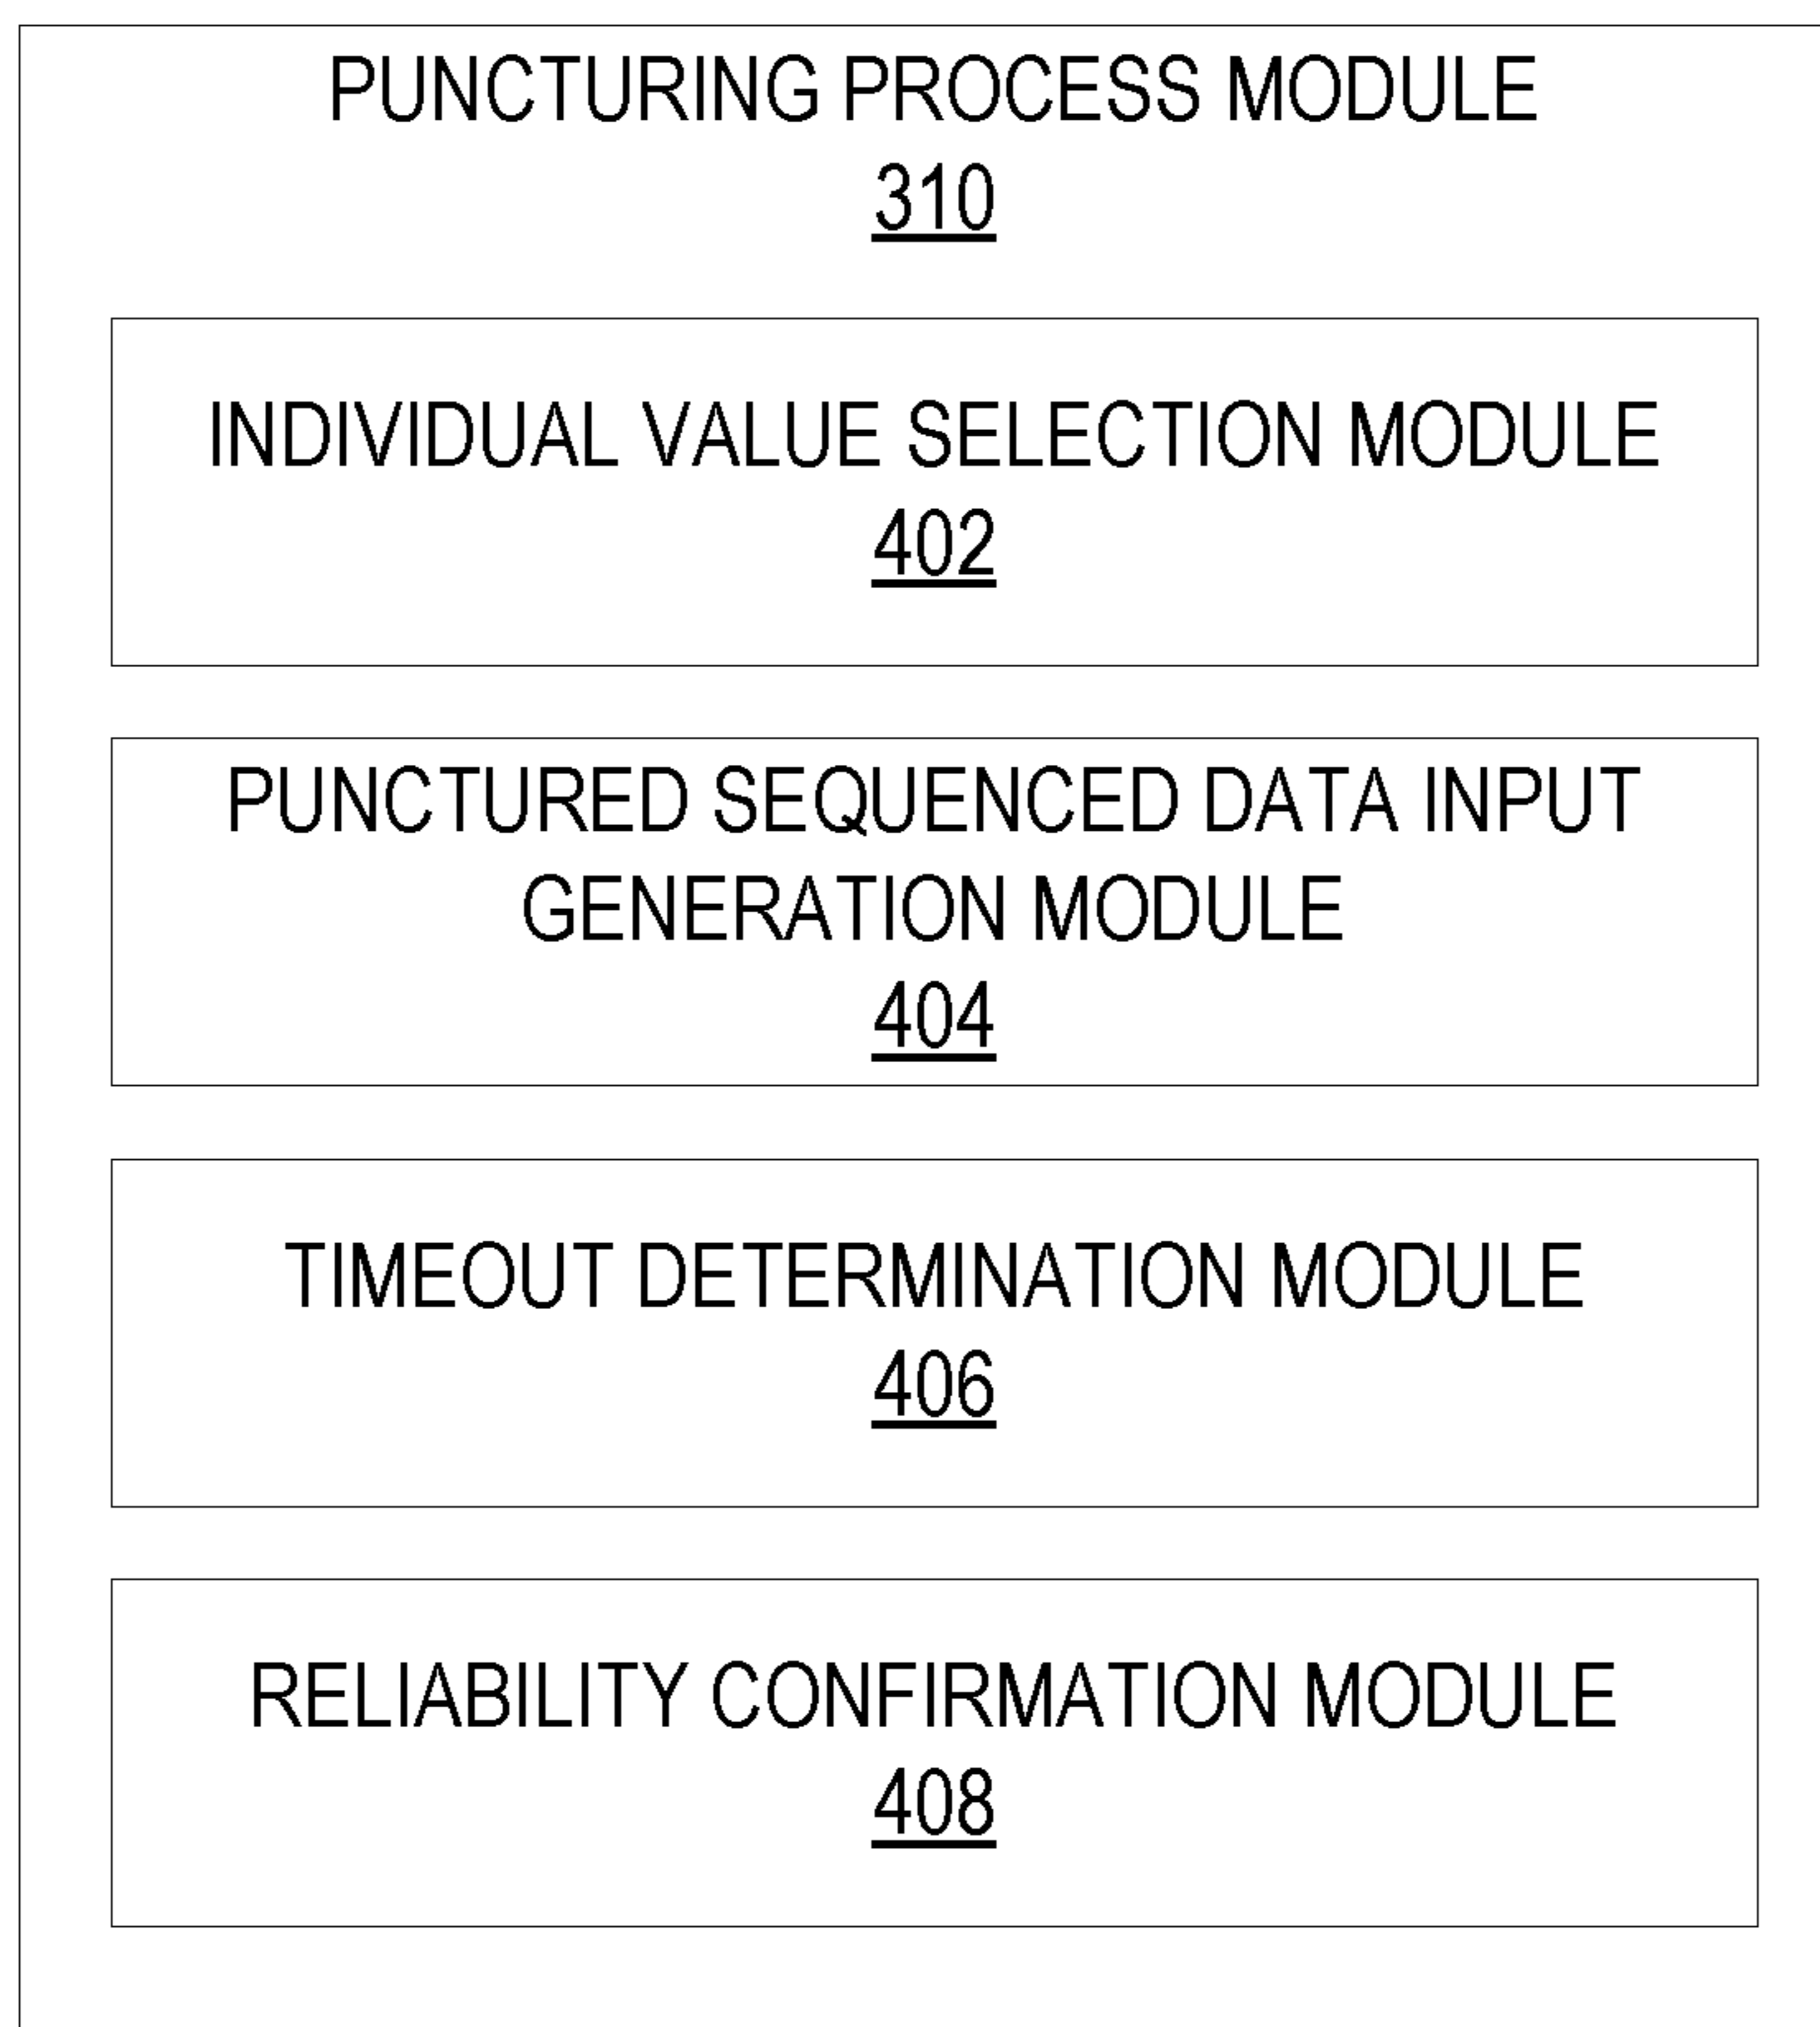 PUNCTURING PROCESS MODULE
310
INDIVIDUAL VALUE SELECTION MODULE
402
PUNCTURED SEQUENCED DATA INPUT
GENERATION MODULE
404
TIMEOUT DETERMINATION MODULE
406
RELIABILITY CONFIRMATION MODULE
408